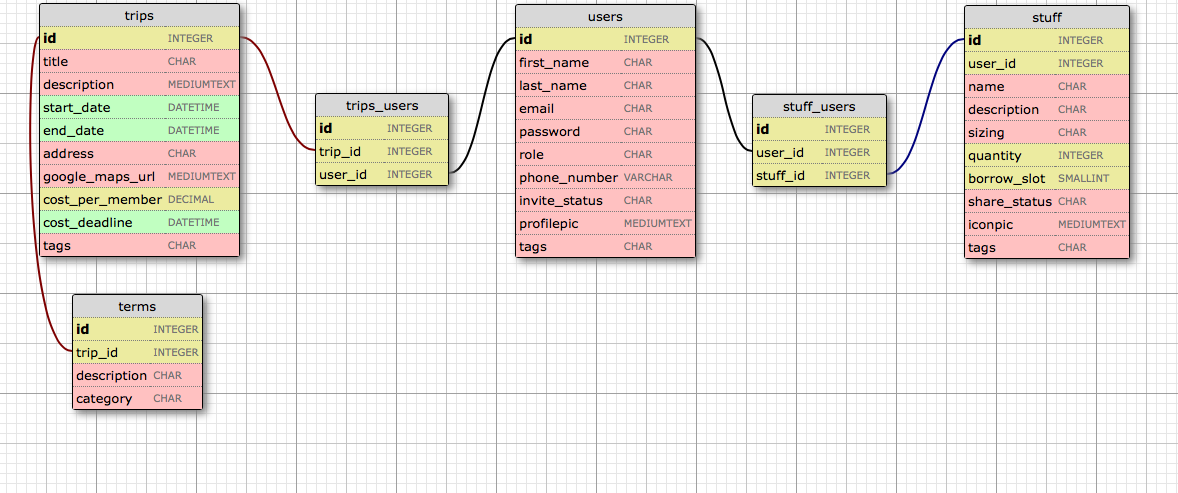 trips
id INTEGER
title CHAR
description MEDIUMTEXT
start_date DATETIME
end_date DATETIME
address CHAR
google_maps_url MEDIUMTEXT
cost_per_member DECIMAL
cost_deadline DATETIME
tags CHAR
terms
id INTEGER
trip_id INTEGER
description CHAR
category CHAR
trips_users
id INTEGER
trip_id INTEGER
user_id INTEGER
users
id INTEGER
first_name CHAR
last_name CHAR
email CHAR
password CHAR
role CHAR
phone_number VARCHAR
invite_status CHAR
profilepic MEDIUMTEXT
tags CHAR
stuff_users
id INTEGER
user_id INTEGER
stuff_id INTEGER
stuff
id INTEGER
user_id INTEGER
name CHAR
description CHAR
sizing CHAR
quantity INTEGER
borrow_slot SMALLINT
share_status CHAR
iconpic MEDIUMTEXT
tags CHAR